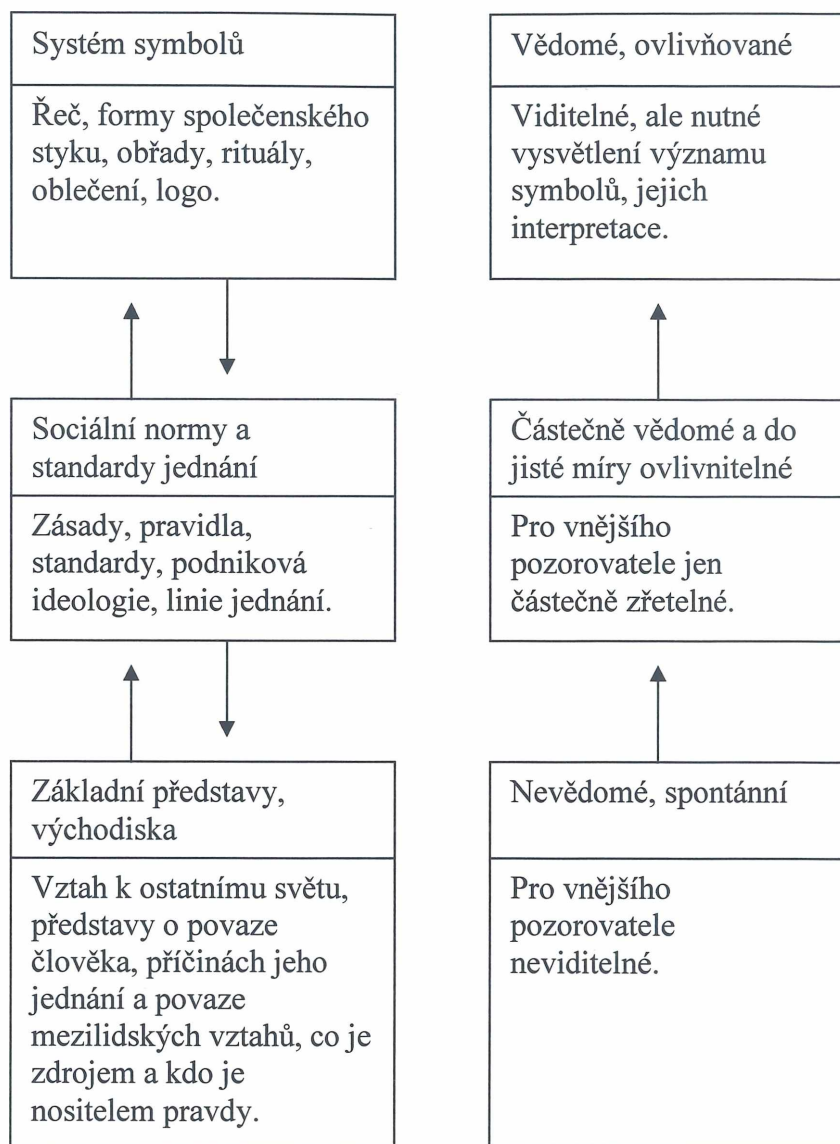 Systém symbolů
Řeč, formy společenského
styku, obřady, rituály,
oblečení, logo.
Vědomé, ovlivňované
Viditelné, ale nutné
vysvětlení významu
symbolů, jejich
interpretace.
Sociální normy a
standardy jednání
Zásady, pravidla,
standardy, podniková
ideologie, linie jednání.
Částečně vědomé a do
jisté míry ovlivnitelné
Pro vnějšího
pozorovatele jen
částečně zřetelné.
Základní představy,
východiska
Vztah k ostatnímu světu,
představy o povaze
člověka, příčinách jeho
jednání a povaze
mezilidských vztahů, co je
zdrojem a kdo je
nositelem pravdy.
Nevědomé, spontánní
Pro vnějšího
pozorovatele
neviditelné.